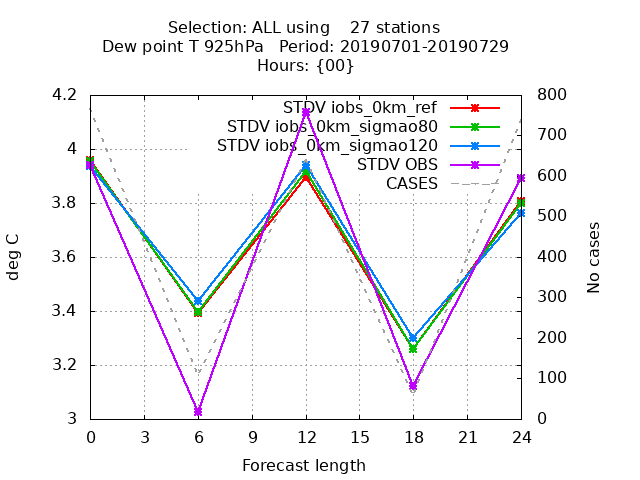 Selection: ALL using    27 stations
Dew point T 925hPa   Period: 20190701-20190729
Hours: {00}
STDV iobs_0km_ref
STDV iobs_0km_sigmao80
STDV iobs_0km_sigmao120
STDV OBS
CASES
deg C
4.2
4
3.8
3.6
3.4
3.2
3
800
700
600
500
400
300
200
100
0
No cases
0 3 6 9 12 15 18 21 24
Forecast length